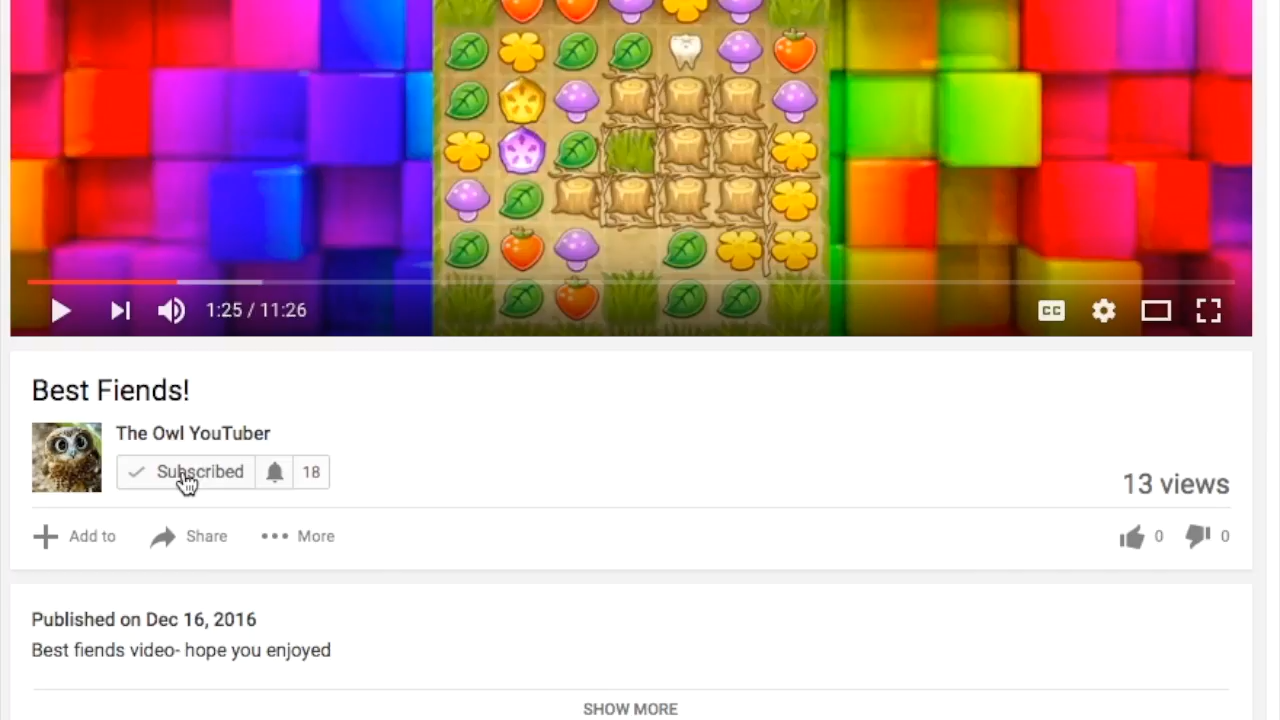 1:25 / 11:26
CC
Best Fiends!
The Owl YouTuber
Subscribed 18
13 views
Add to Share More 0 0
Published on Dec 16, 2016
Best fiends video- hope you enjoyed
SHOW MORE